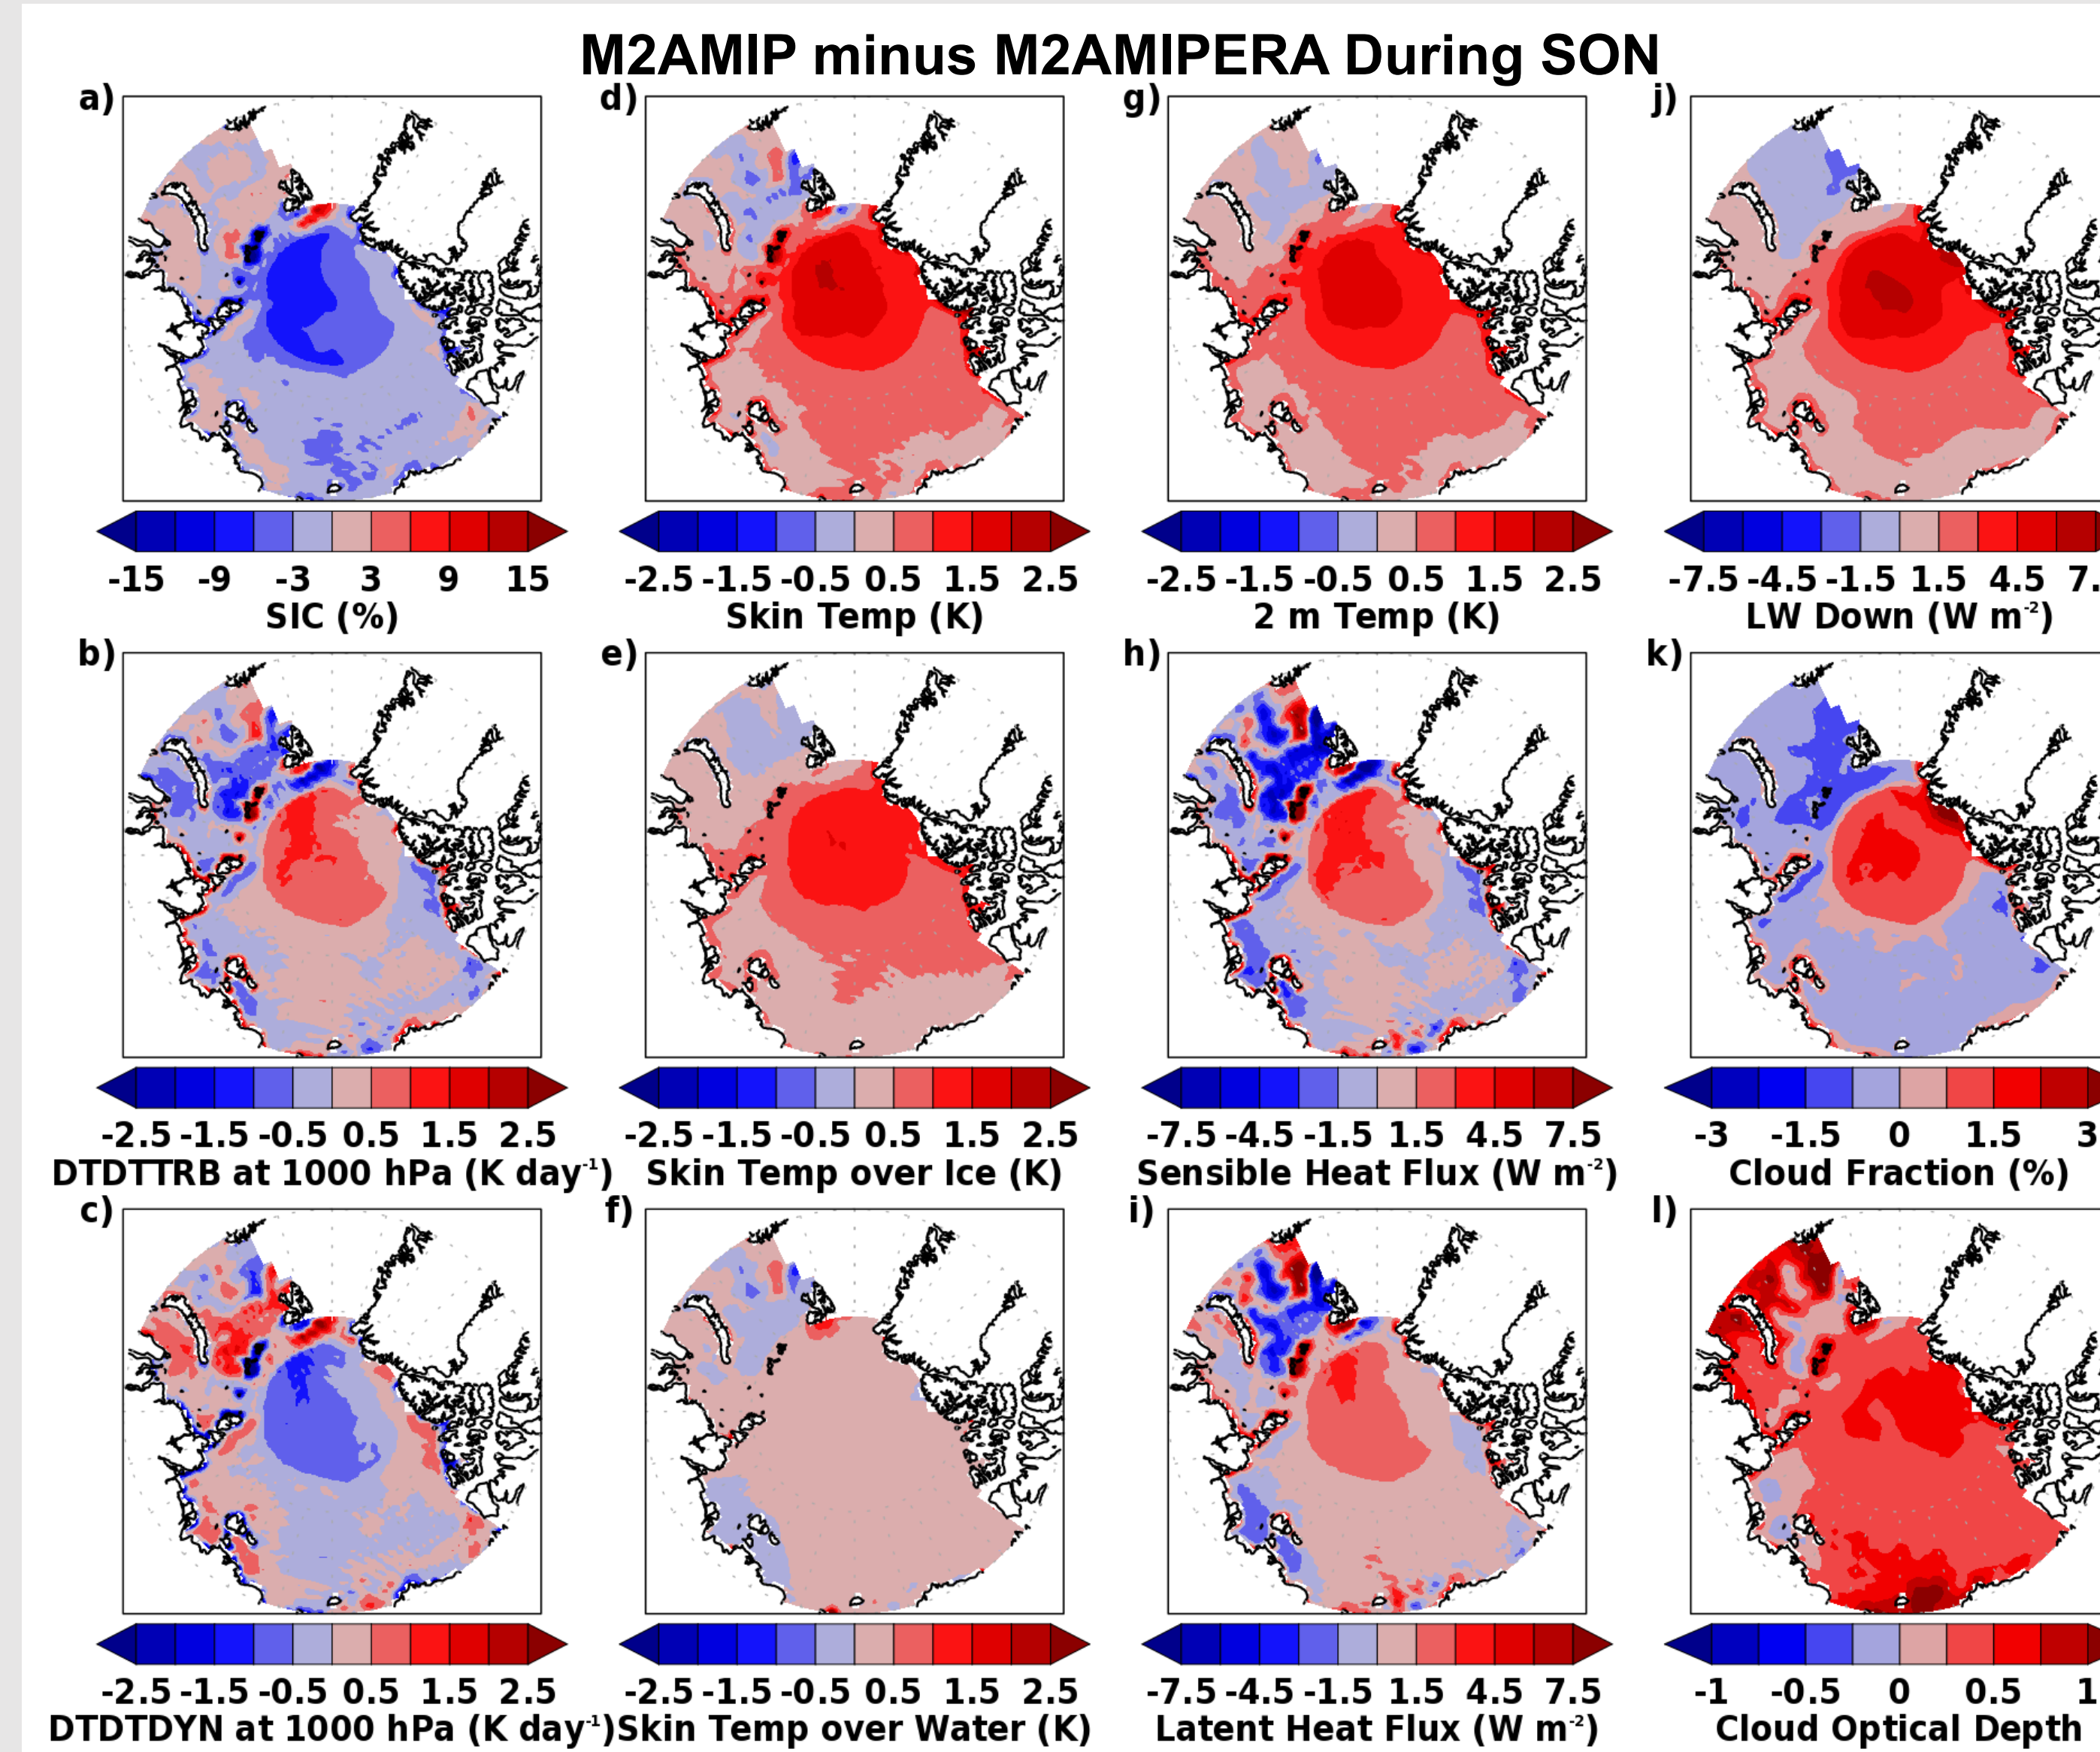 M2AMIP minus M2AMIPERA During SON
a) d) g) j)
-15 -9 -3 3 9 15
SIC (%)
-2.5 -1.5 -0.5 0.5 1.5 2.5
Skin Temp (K)
-2.5 -1.5 -0.5 0.5 1.5 2.5
2 m Temp (K)
-7.5 -4.5 -1.5 1.5 4.5 7.
LW Down (W m⁻²)
b) e) h) k)
-2.5 -1.5 -0.5 0.5 1.5 2.5
DTDTTRB at 1000 hPa (K day⁻¹)
-2.5 -1.5 -0.5 0.5 1.5 2.5
Skin Temp over Ice (K)
-7.5 -4.5 -1.5 1.5 4.5 7.5
Sensible Heat Flux (W m⁻²)
-3 -1.5 0 1.5 3
Cloud Fraction (%)
c) f) i) l)
-2.5 -1.5 -0.5 0.5 1.5 2.5
DTDTDYN at 1000 hPa (K day⁻¹)
-2.5 -1.5 -0.5 0.5 1.5 2.5
Skin Temp over Water (K)
-7.5 -4.5 -1.5 1.5 4.5 7.5
Latent Heat Flux (W m⁻²)
-1 -0.5 0 0.5 1
Cloud Optical Depth